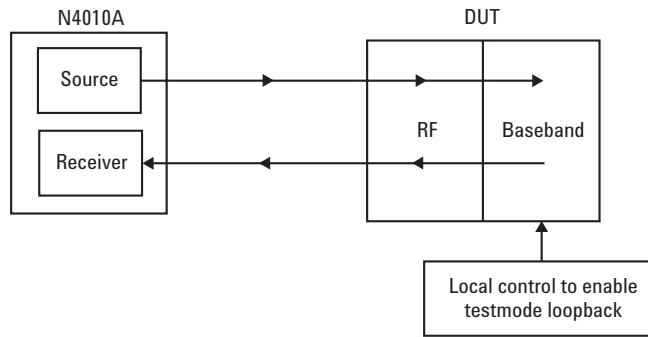 N4010A
DUT
Source
Receiver
RF
Baseband
Local control to enable
testmode loopback